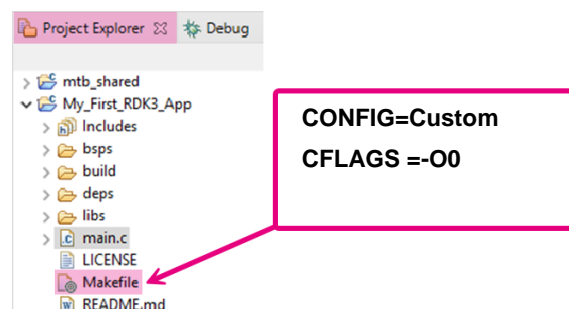 Project Explorer
Debug
mtb_shared
My_First_RDK3_App
Includes
bsps
build
deps
libs
main.c
LICENSE
Makefile
README.md
CONFIG=Custom
CFLAGS =-O0